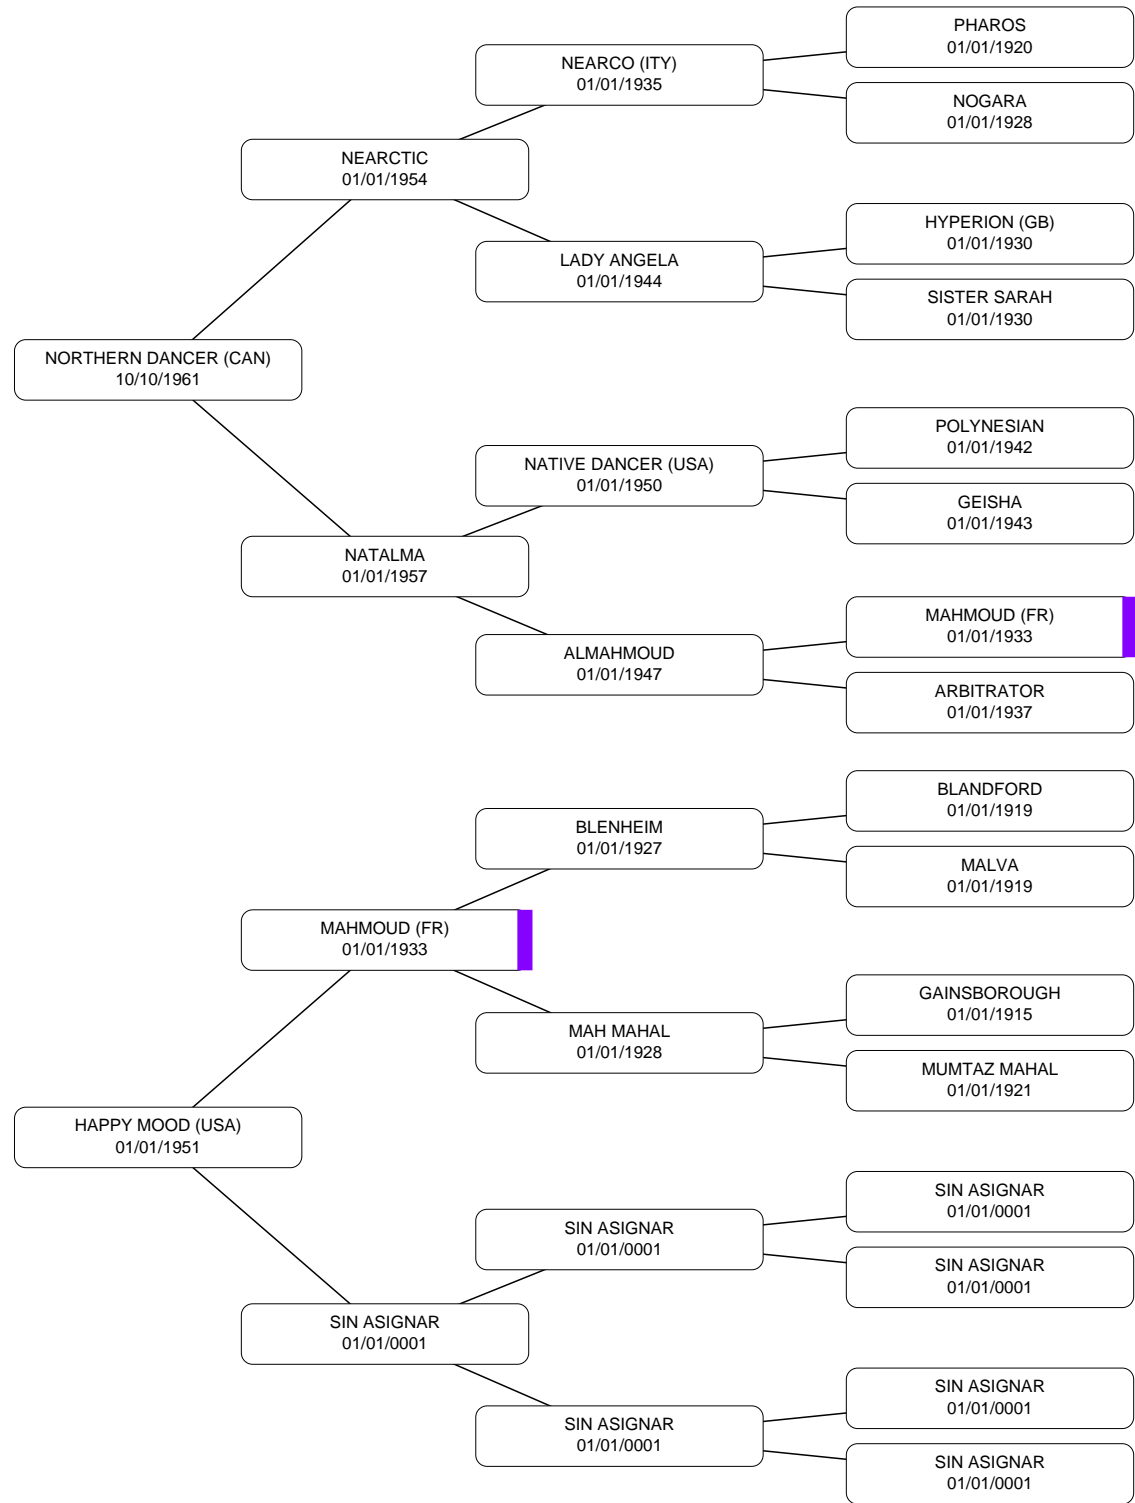 PHAROS
01/01/1920
NEARCO (ITY)
01/01/1935
NOGARA
01/01/1928
NEARCTIC
01/01/1954
HYPERION (GB)
01/01/1930
LADY ANGELA
01/01/1944
SISTER SARAH
01/01/1930
NORTHERN DANCER (CAN)
10/10/1961
POLYNESIAN
01/01/1942
NATIVE DANCER (USA)
01/01/1950
GEISHA
01/01/1943
NATALMA
01/01/1957
MAHMOUD (FR)
01/01/1933
ALMAHMOUD
01/01/1947
ARBITRATOR
01/01/1937
BLANDFORD
01/01/1919
BLENHEIM
01/01/1927
MALVA
01/01/1919
MAHMOUD (FR)
01/01/1933
GAINSBOROUGH
01/01/1915
MAH MAHAL
01/01/1928
MUMTAZ MAHAL
01/01/1921
HAPPY MOOD (USA)
01/01/1951
SIN ASIGNAR
01/01/0001
SIN ASIGNAR
01/01/0001
SIN ASIGNAR
01/01/0001
SIN ASIGNAR
01/01/0001
SIN ASIGNAR
01/01/0001
SIN ASIGNAR
01/01/0001
SIN ASIGNAR
01/01/0001